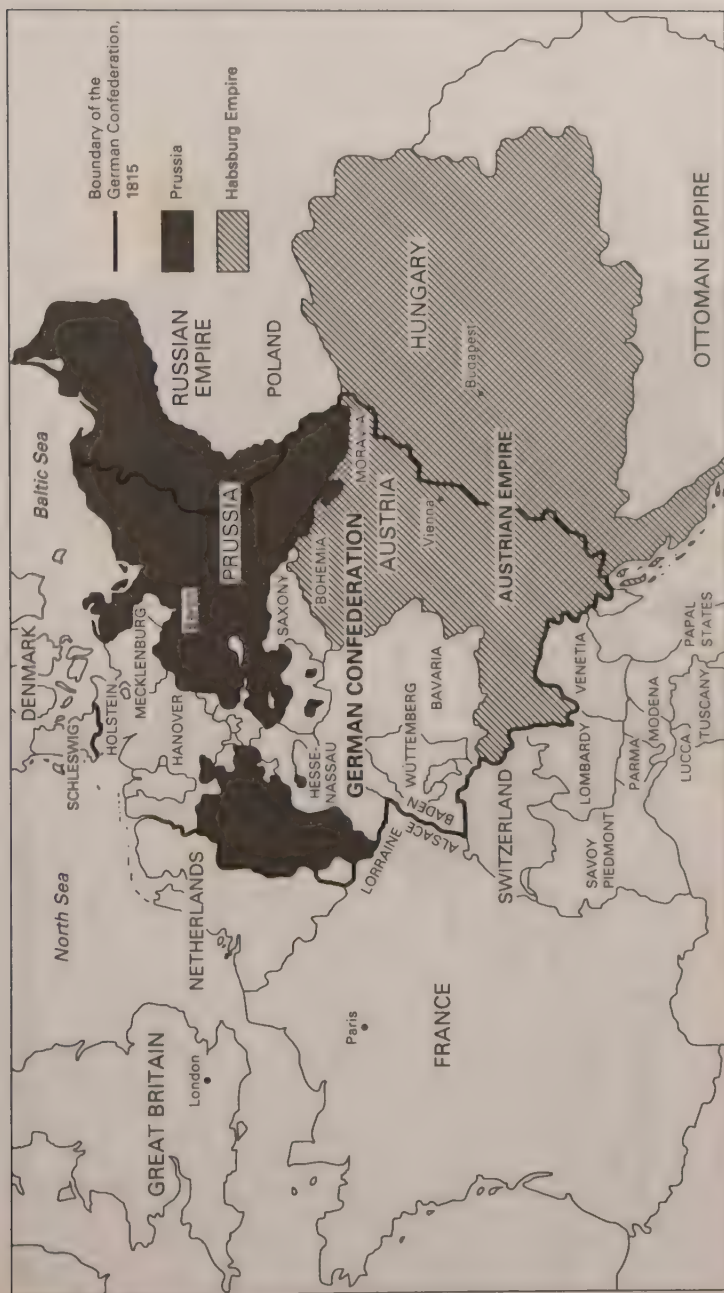 Boundary of the
German Confederation,
1815
Prussia
Habsburg Empire
North Sea
Baltic Sea
DENMARK
SCHLESWIG
HOLSTEIN
MECKLENBURG
HANOVER
GREAT BRITAIN
London
NETHERLANDS
PRUSSIA
RUSSIAN
EMPIRE
POLAND
HESSE-
NASSAU
SAXONY
GERMAN CONFEDERATION
BOHEMIA
MORAVIA
LORRAINE
ALSACE
BADEN
WÜTTEMBERG
BAVARIA
AUSTRIA
Vienna
AUSTRIAN EMPIRE
HUNGARY
Budapest
Paris
FRANCE
SWITZERLAND
SAVOY
PIEDMONT
LOMBARDY
VENETIA
PARMA
MODENA
LUCCA
TUSCANY
PAPAL
STATES
OTTOMAN EMPIRE